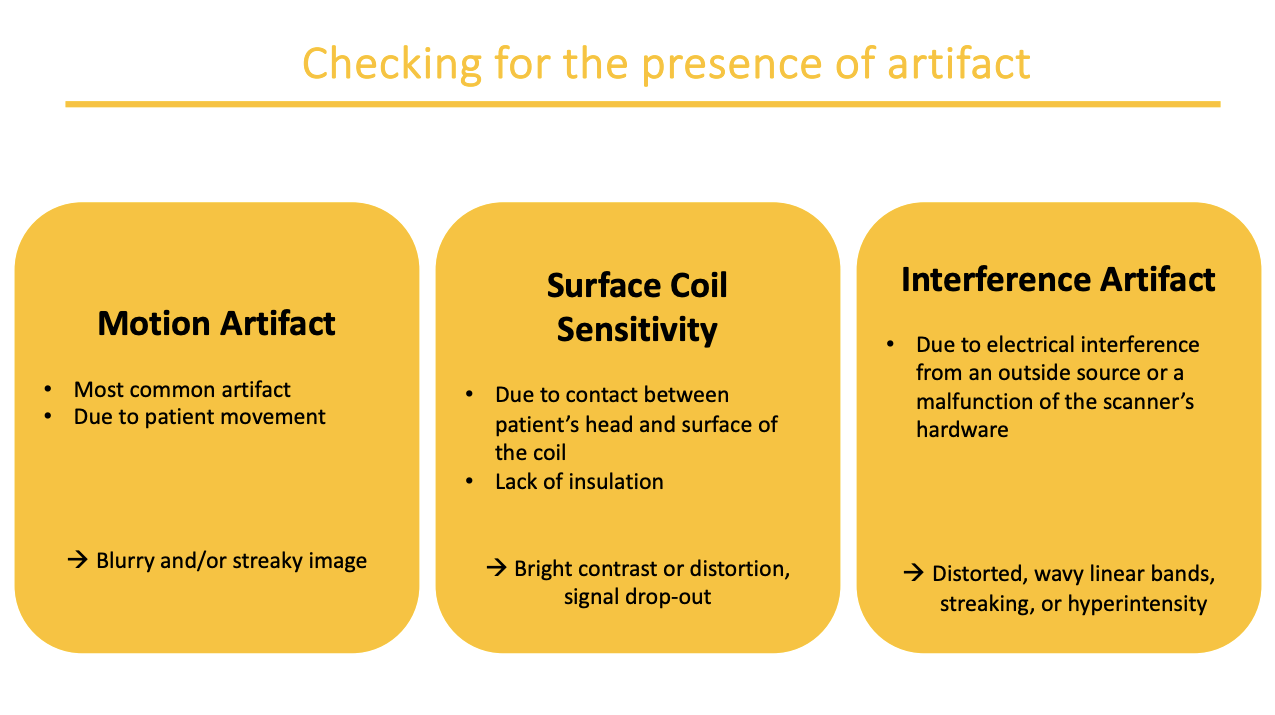 Checking for the presence of artifact
Motion Artifact
• Most common artifact
• Due to patient movement
→ Blurry and/or streaky image
Surface Coil
Sensitivity
• Due to contact between
patient’s head and surface of
the coil
• Lack of insulation
→ Bright contrast or distortion,
signal drop-out
Interference Artifact
• Due to electrical interference
from an outside source or a
malfunction of the scanner’s
hardware
→ Distorted, wavy linear bands,
streaking, or hyperintensity